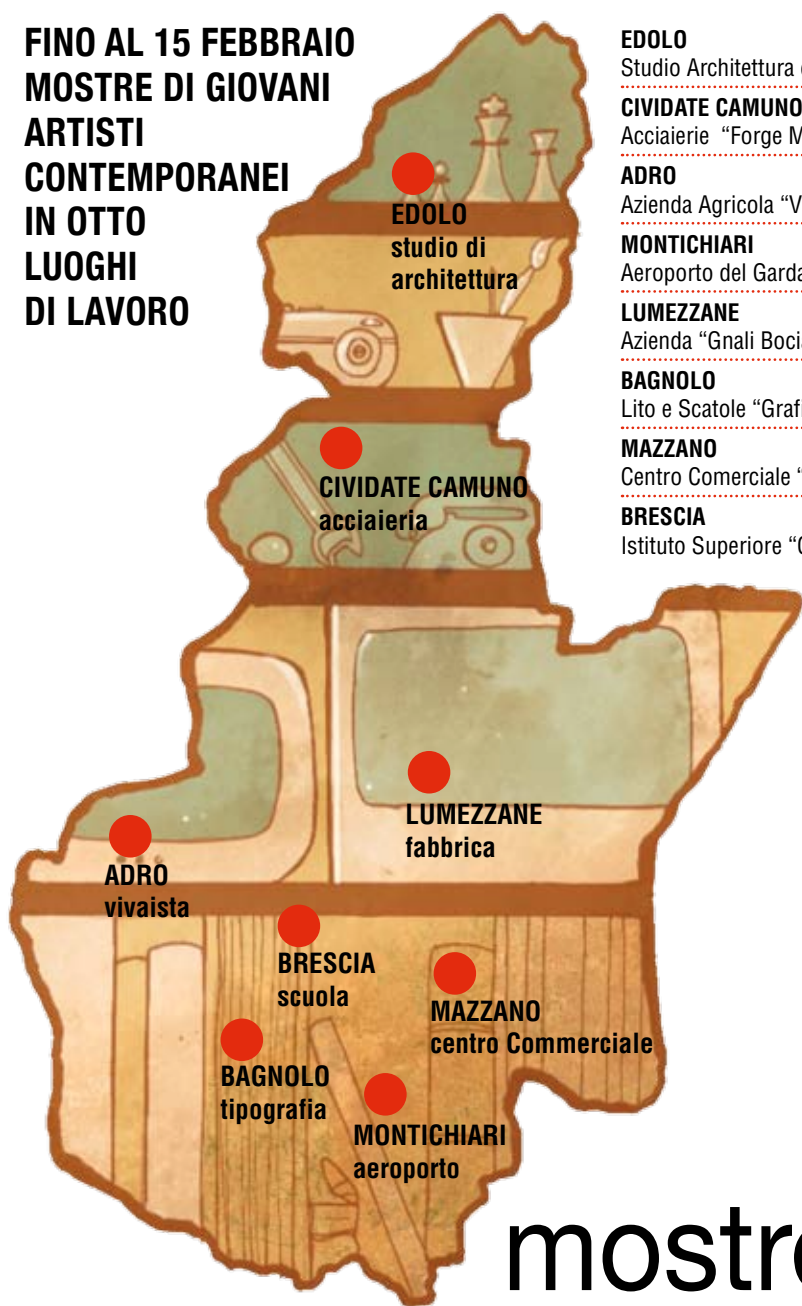 FINO AL 15 FEBBRAIO
MOSTRE DI GIOVANI
ARTISTI
CONTEMPORANEI
IN OTTO
LUOGHI
DI LAVORO
EDOLO
studio di
architettura
CIVIDATE CAMUNO
acciaieria
LUMEZZANE
fabbrica
ADRO
vivaista
BRESCIA
scuola
MAZZANO
centro Commerciale
BAGNOLO
tipografia
MONTICHIARI
aeroporto
EDOLO
Studio Architettura
CIVIDATE CAMUNO
Acciaierie “Forge
ADRO
Azienda Agricola
MONTICHIARI
Aeroporto del Garda
LUMEZZANE
Azienda “Gnali
BAGNOLO
Lito e Scatole
MAZZANO
Centro Comerciale
BRESCIA
Istituto Superiore